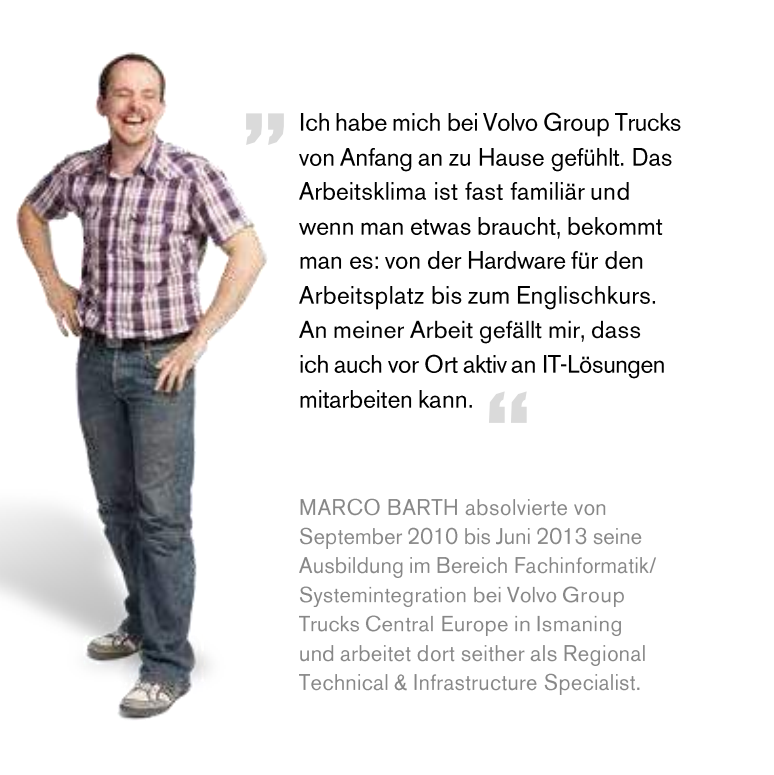 „Ich habe mich bei Volvo Group Trucks
von Anfang an zu Hause gefühlt. Das
Arbeitsklima ist fast familiär und
wenn man etwas braucht, bekommt
man es: von der Hardware für den
Arbeitsplatz bis zum Englischkurs.
An meiner Arbeit gefällt mir, dass
ich auch vor Ort aktiv an IT-Lösungen
mitarbeiten kann.“
MARCO BARTH absolvierte von
September 2010 bis Juni 2013 seine
Ausbildung im Bereich Fachinformatik/
Systemintegration bei Volvo Group
Trucks Central Europe in Ismaning
und arbeitet dort seither als Regional
Technical & Infrastructure Specialist.